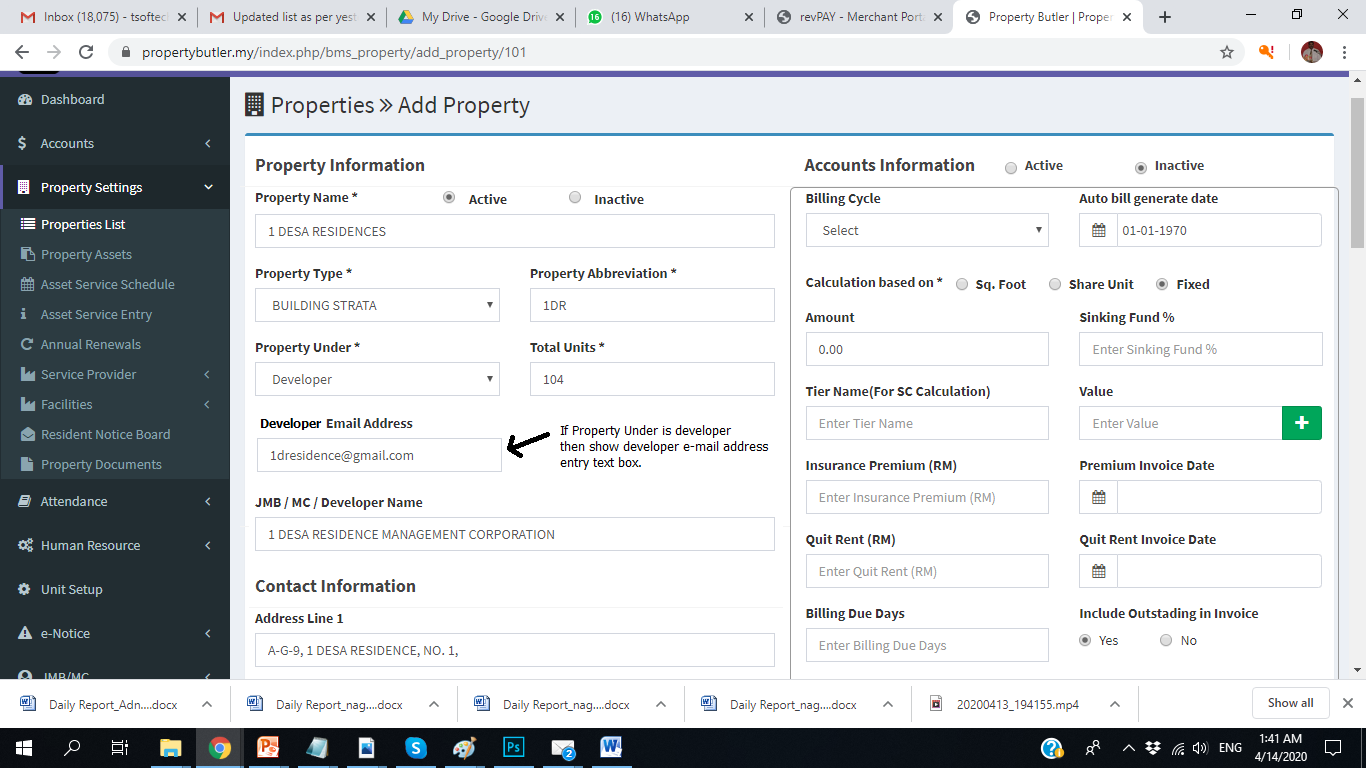 Inbox (18,075) - tsoftec
Updated list as per yest
My Drive - Google Drive
(16) WhatsApp
revPAY - Merchant Porta
Property Butler | Proper
propertybutler.my/index.php/bms_property/add_property/101
Dashboard
Accounts
Property Settings
Properties List
Property Assets
Asset Service Schedule
Asset Service Entry
Annual Renewals
Service Provider
Facilities
Resident Notice Board
Property Documents
Attendance
Human Resource
Unit Setup
e-Notice
JMB/MC
Properties » Add Property
Property Information
Property Name *
Active
Inactive
1 DESA RESIDENCES
Property Type *
Property Abbreviation *
BUILDING STRATA
1DR
Property Under *
Total Units *
Developer
104
Developer Email Address
1dresidence@gmail.com
If Property Under is developer
then show developer e-mail address
entry text box.
JMB / MC / Developer Name
1 DESA RESIDENCE MANAGEMENT CORPORATION
Contact Information
Address Line 1
A-G-9, 1 DESA RESIDENCE, NO. 1,
Accounts Information
Active
Inactive
Billing Cycle
Auto bill generate date
Select
01-01-1970
Calculation based on *
Sq. Foot
Share Unit
Fixed
Amount
Sinking Fund %
0.00
Enter Sinking Fund %
Tier Name(For SC Calculation)
Value
Enter Tier Name
Enter Value
Insurance Premium (RM)
Premium Invoice Date
Enter Insurance Premium (RM)
Quit Rent (RM)
Quit Rent Invoice Date
Enter Quit Rent (RM)
Billing Due Days
Include Outstading in Invoice
Enter Billing Due Days
Yes
No
Daily Report_Adn....docx
Daily Report_nag....docx
Daily Report_nag....docx
Daily Report_nag....docx
20200413_194155.mp4
Show all
ENG
1:41 AM
4/14/2020